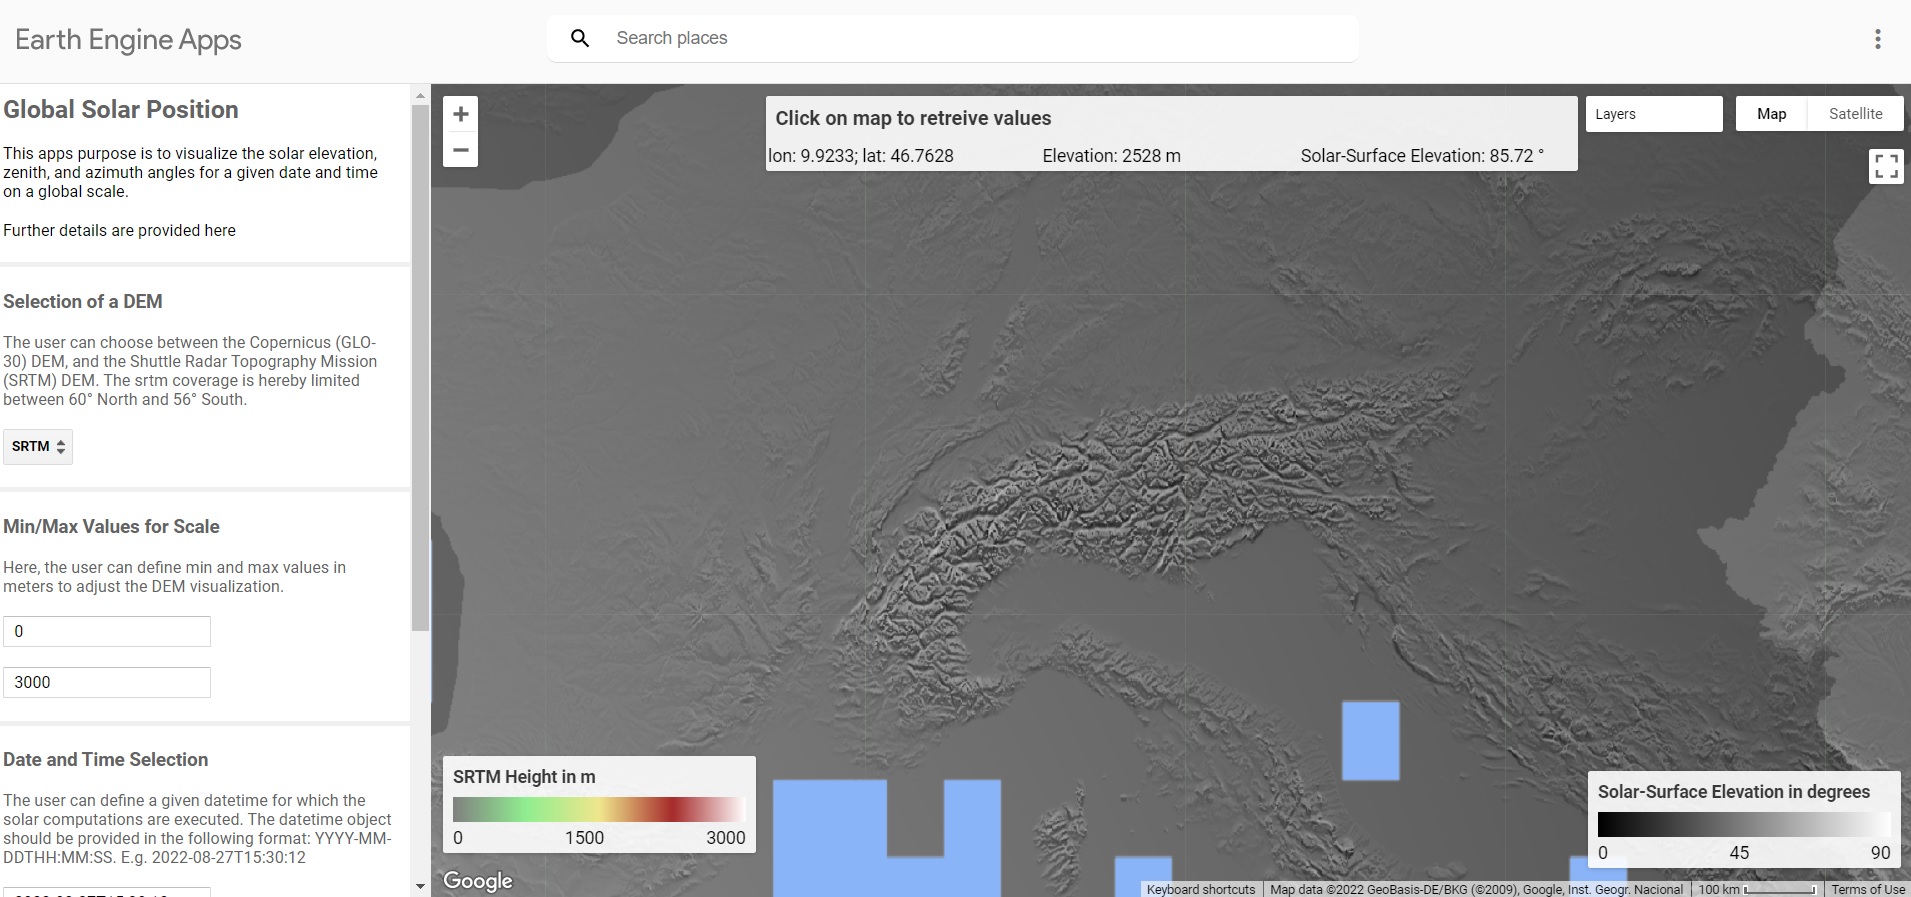 Earth Engine Apps
Search places
Global Solar Position
This apps purpose is to visualize the solar elevation,
zenith, and azimuth angles for a given date and time
on a global scale.
Further details are provided here
Selection of a DEM
The user can choose between the Copernicus (GLO-
30) DEM, and the Shuttle Radar Topography Mission
(SRTM) DEM. The srtm coverage is hereby limited
between 60° North and 56° South.
SRTM
Min/Max Values for Scale
Here, the user can define min and max values in
meters to adjust the DEM visualization.
0
3000
Date and Time Selection
The user can define a given datetime for which the
solar computations are executed. The datetime object
should be provided in the following format: YYYY-MM-
DDTHH:MM:SS. E.g. 2022-08-27T15:30:12
+
−
Click on map to retreive values
lon: 9.9233; lat: 46.7628 Elevation: 2528 m Solar-Surface Elevation: 85.72 °
Layers
Map Satellite
SRTM Height in m
0 1500 3000
Solar-Surface Elevation in degrees
0 45 90
Google
Keyboard shortcuts Map data ©2022 GeoBasis-DE/BKG (©2009), Google, Inst. Geogr. Nacional 100 km Terms of Use